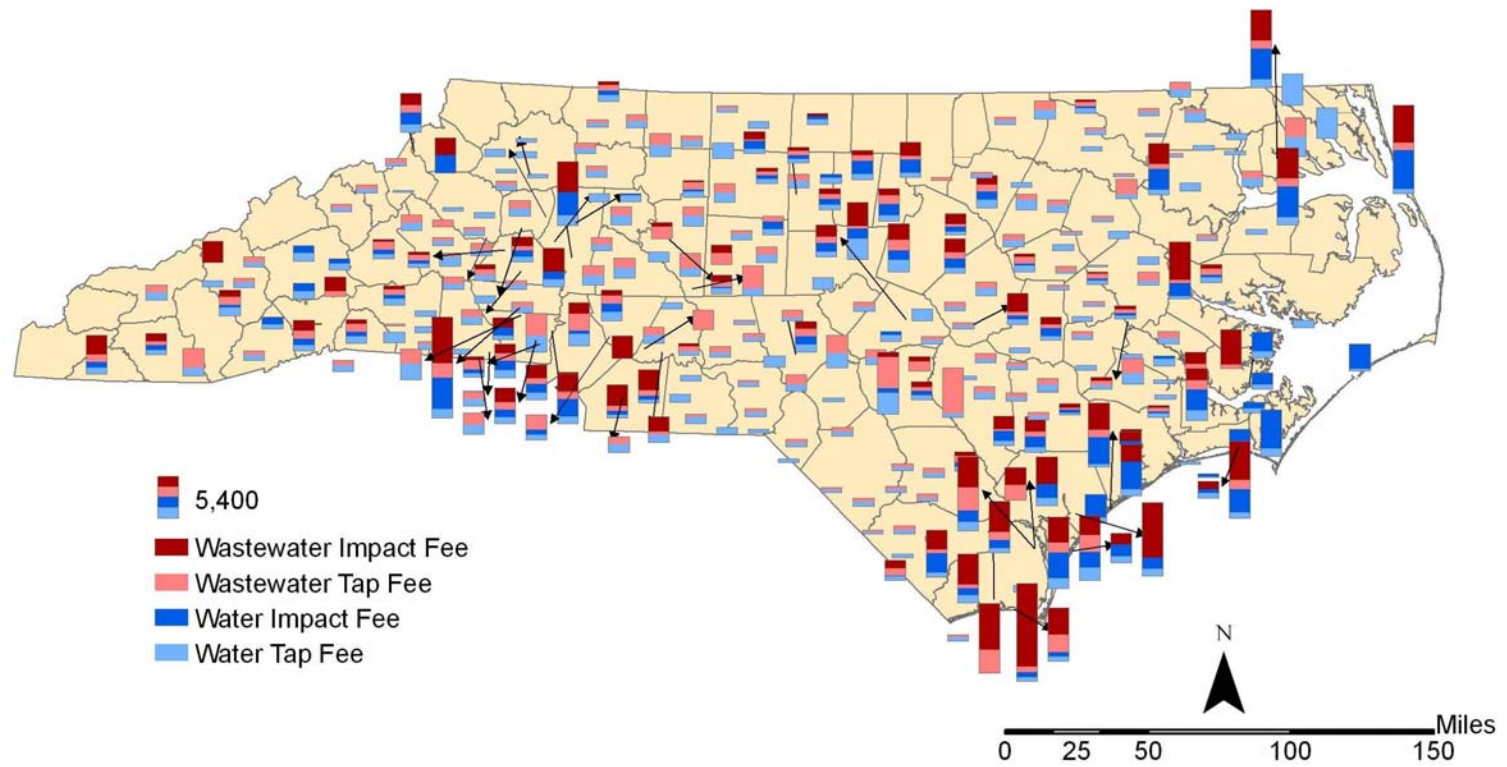 5,400
Wastewater Impact Fee
Wastewater Tap Fee
Water Impact Fee
Water Tap Fee
N
Miles
0 25 50 100 150